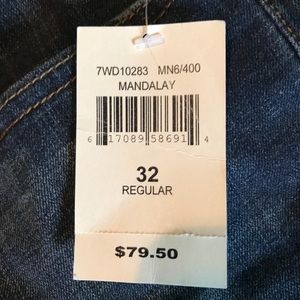 7WD10283 MN6/400
MANDALAY
6 17089 58691 4
32
REGULAR
$79.50